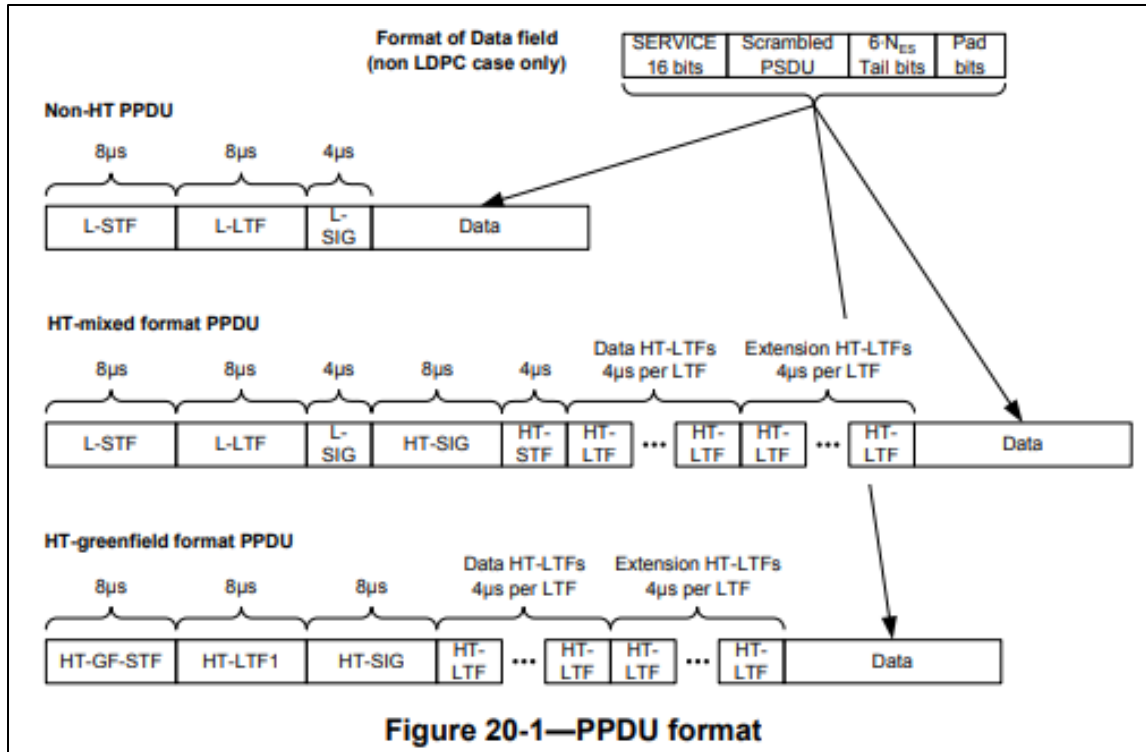 Format of Data field
(non LDPC case only)
SERVICE
16 bits
Scrambled
PSDU
6·NES
Tail bits
Pad
bits
Non-HT PPDU
8µs
8µs
4µs
L-STF
L-LTF
L-
SIG
Data
HT-mixed format PPDU
Data HT-LTFs
4µs per LTF
Extension HT-LTFs
4µs per LTF
8µs
8µs
4µs
8µs
4µs
L-STF
L-LTF
L-
SIG
HT-SIG
HT-
STF
HT-
LTF
•••
HT-
LTF
HT-
LTF
•••
HT-
LTF
Data
HT-greenfield format PPDU
Data HT-LTFs
4µs per LTF
Extension HT-LTFs
4µs per LTF
8µs
8µs
8µs
HT-GF-STF
HT-LTF1
HT-SIG
HT-
LTF
•••
HT-
LTF
HT-
LTF
•••
HT-
LTF
Data
Figure 20-1—PPDU format